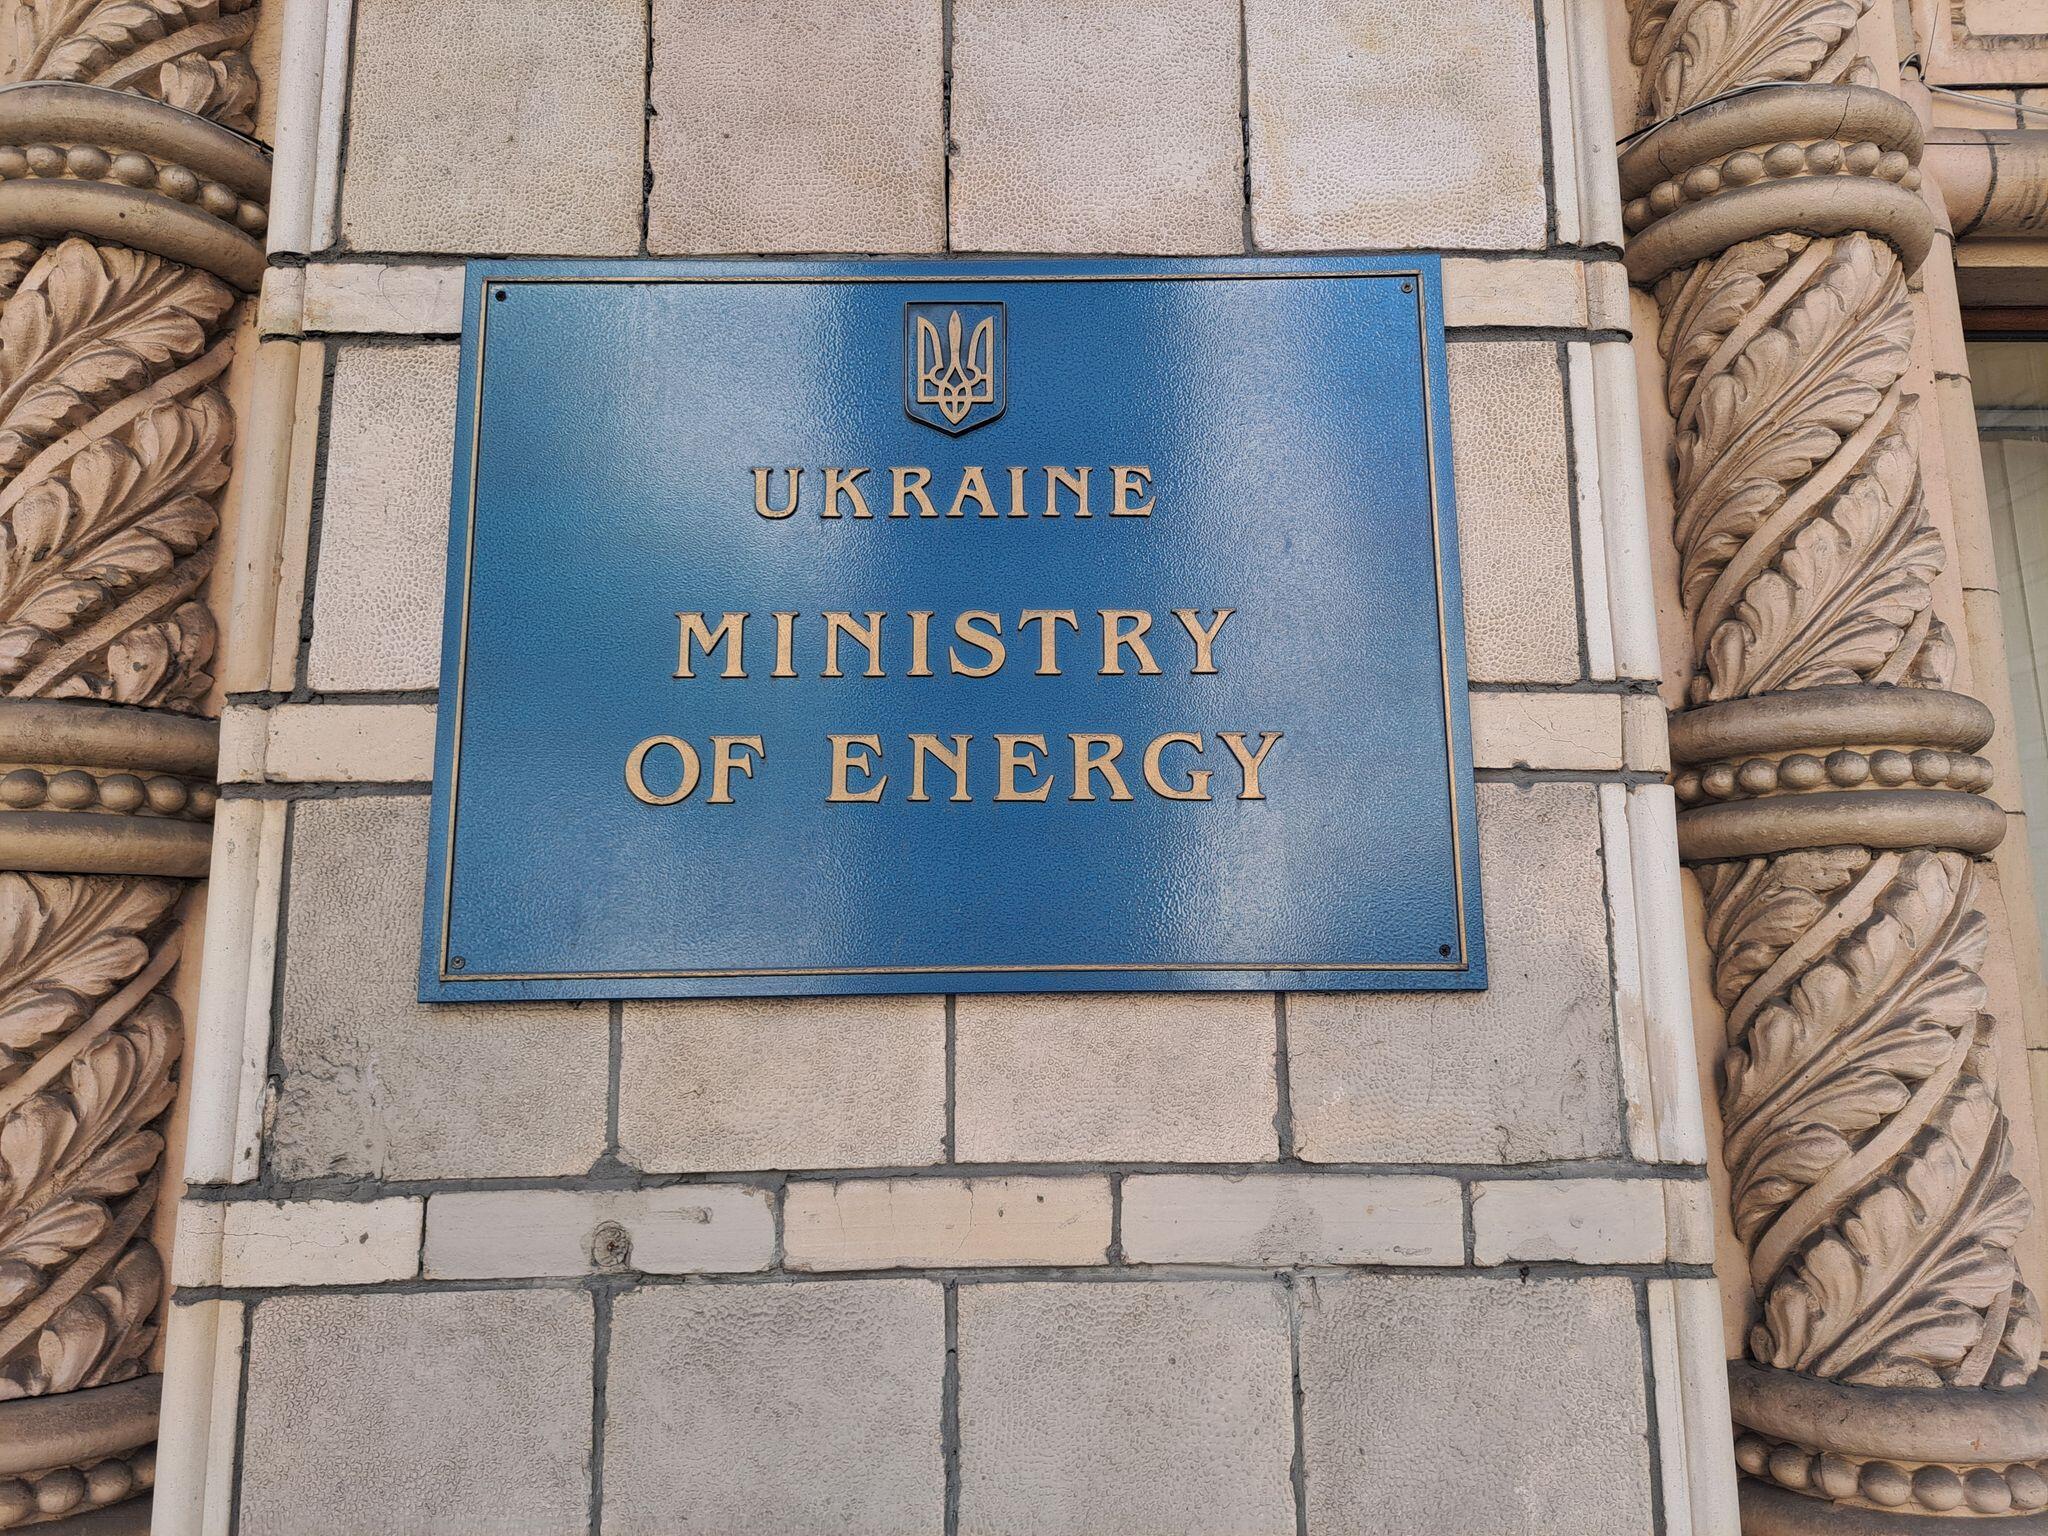 UKRAINE
MINISTRY
OF ENERGY